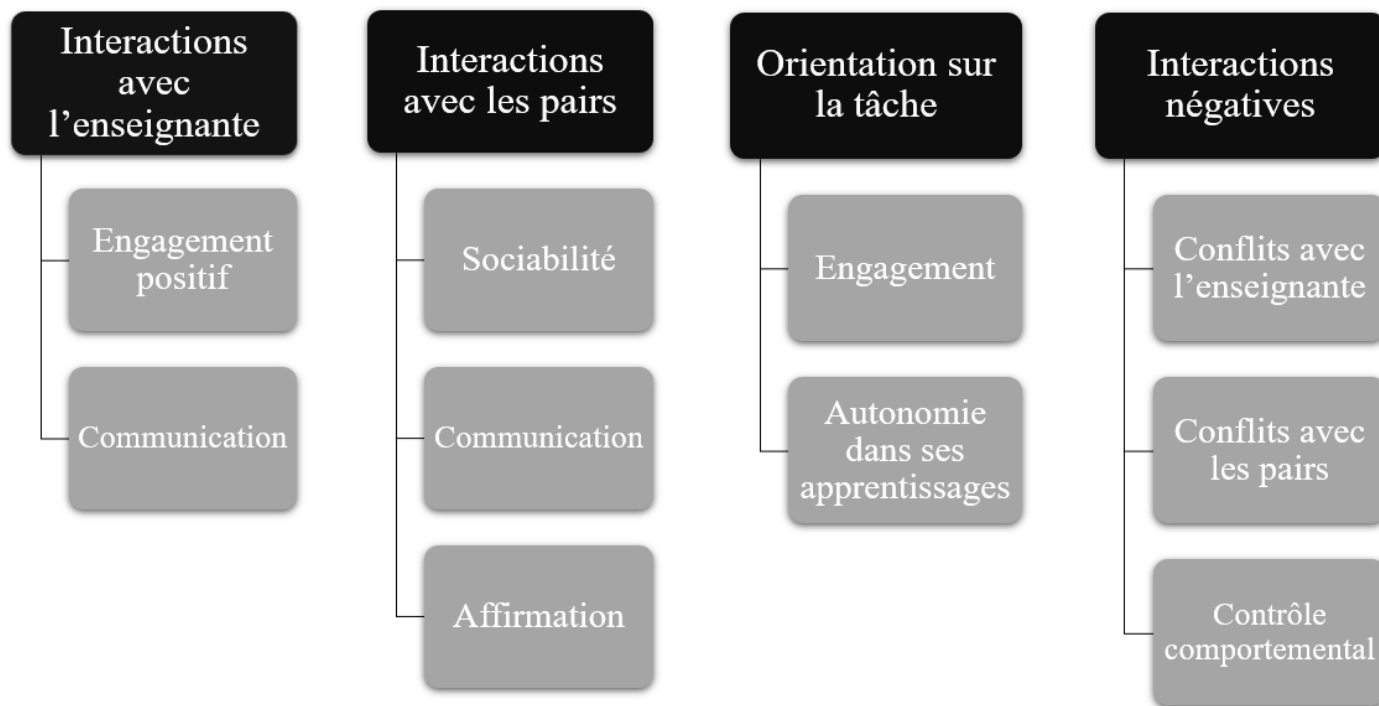 Interactions
avec
l’enseignante
Engagement
positif
Communication
Interactions
avec les pairs
Sociabilité
Communication
Affirmation
Orientation sur
la tâche
Engagement
Autonomie
dans ses
apprentissages
Interactions
négatives
Conflits avec
l’enseignante
Conflits avec
les pairs
Contrôle
comportemental